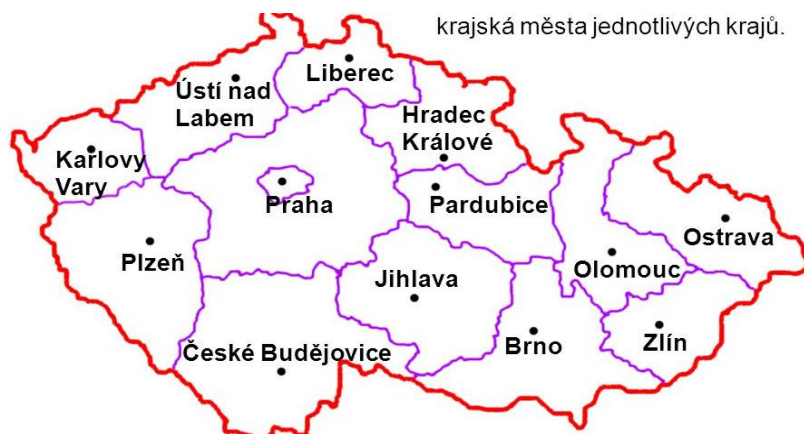 krajská města jednotlivých krajů.
Liberec
Ústí nad
Labem
Hradec
Králové
Karlovy
Vary
Praha
Pardubice
Ostrava
Plzeň
Olomouc
Jihlava
Zlín
Brno
České Budějovice